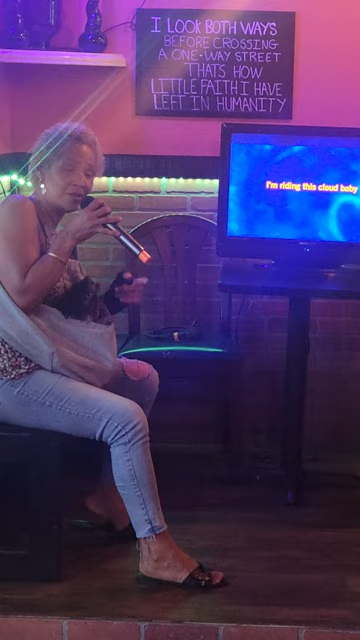 I LOOK BOTH WAYS
BEFORE CROSSING
A ONE-WAY STREET
THATS HOW
LITTLE FAITH I HAVE
LEFT IN HUMANITY
I'm riding this cloud baby